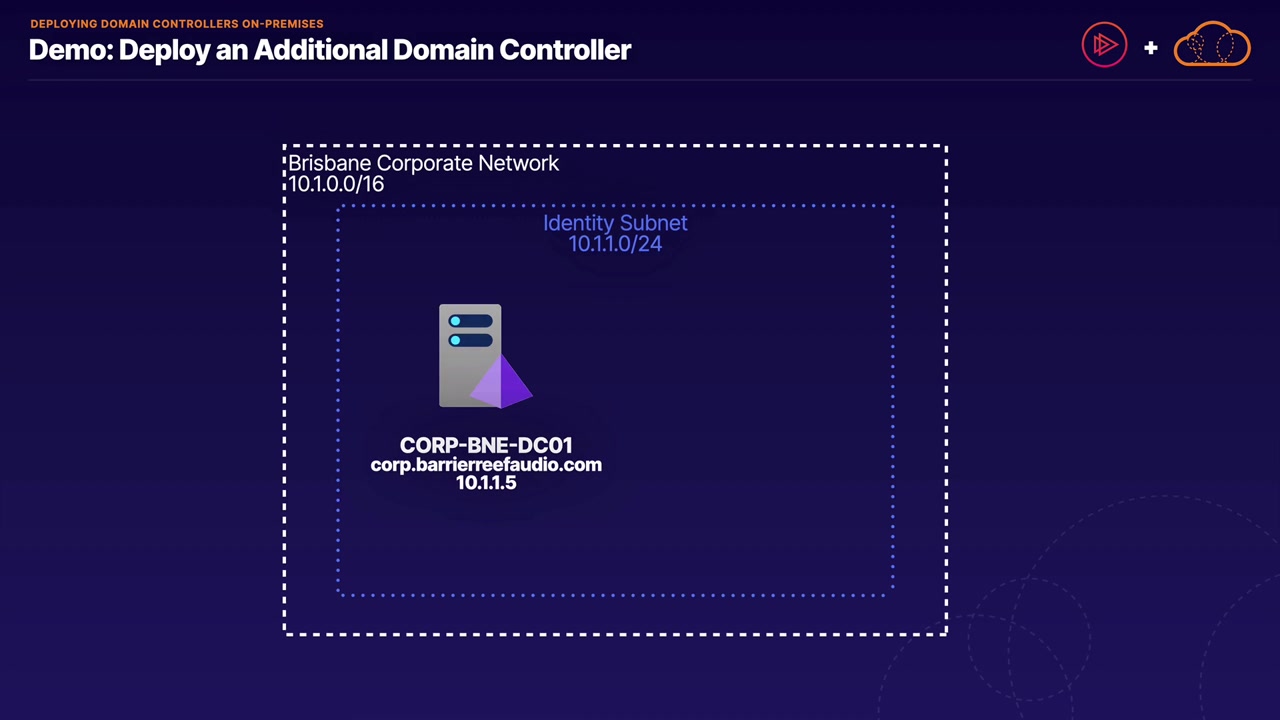 DEPLOYING DOMAIN CONTROLLERS ON-PREMISES
Demo: Deploy an Additional Domain Controller
+
Brisbane Corporate Network
10.1.0.0/16
Identity Subnet
10.1.1.0/24
CORP-BNE-DC01
corp.barrierreefaudio.com
10.1.1.5